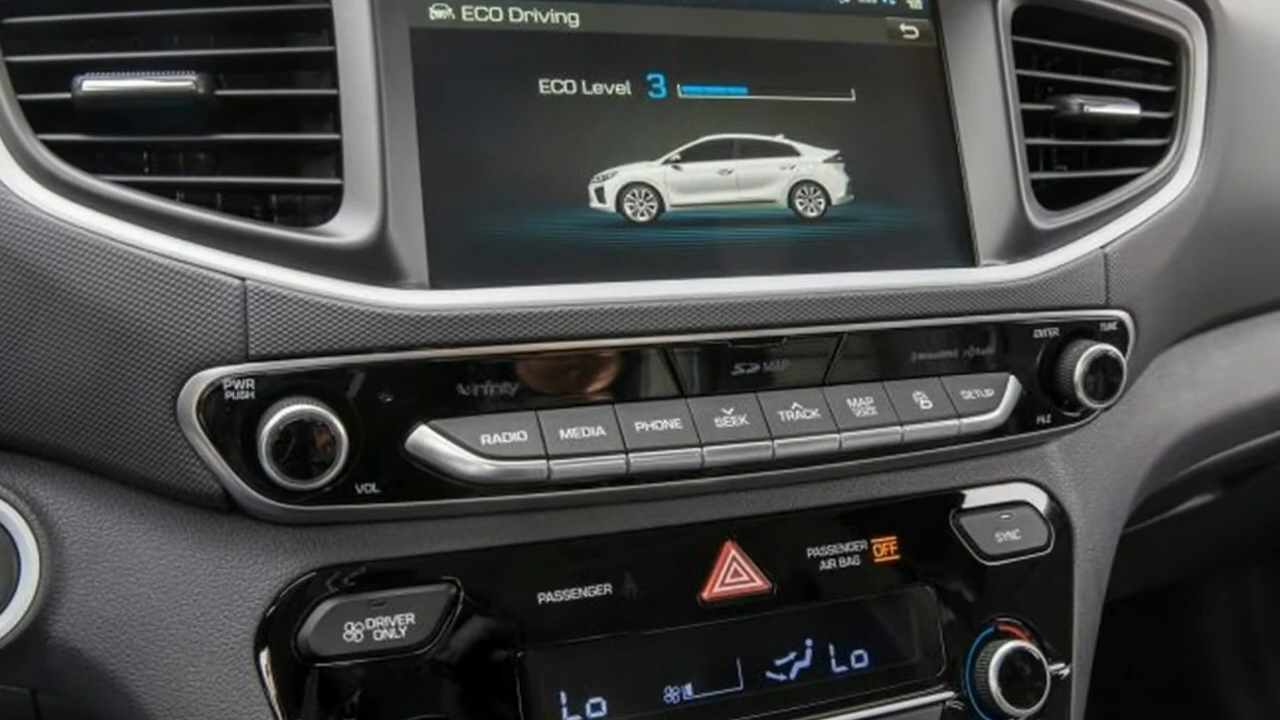 ECO Driving
ECO Level 3
PWR
PUSH
VOL
infinity
MAP
ENTER
TUNE
FILE
RADIO
MEDIA
PHONE
SEEK
TRACK
MAP
VOICE
SETUP
DRIVER
ONLY
PASSENGER
PASSENGER
AIR BAG
OFF
SYNC
Lo
Lo